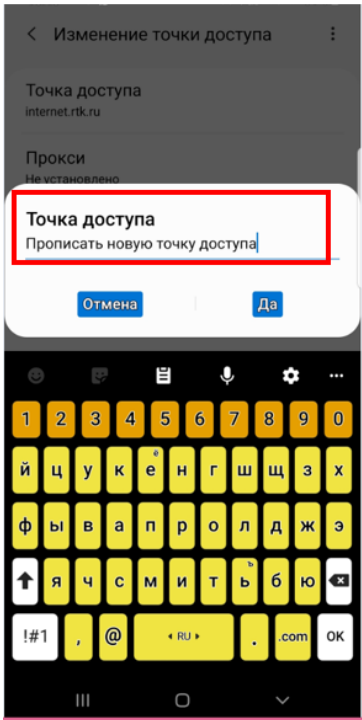 Изменение точки доступа
Точка доступа
internet.rtk.ru
Прокси
Не установлено
Точка доступа
Прописать новую точку доступа
Отмена
Да
1 2 3 4 5 6 7 8 9 0
й ц у к е ё н г ш щ з х
ф ы в а п р о л д ж э
я ч с м и т ь ъ б ю
!#1 , @ RU . .com OK